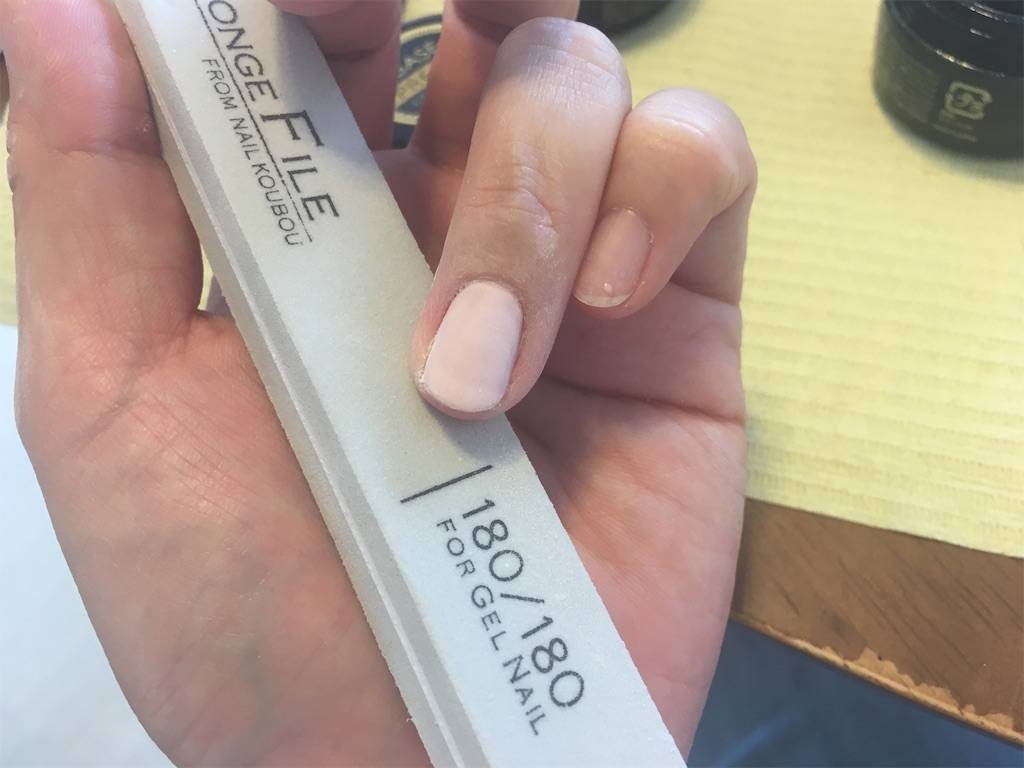 ONGE FILE
FROM NAIL KOUBOU
180/180
FOR GEL NAIL